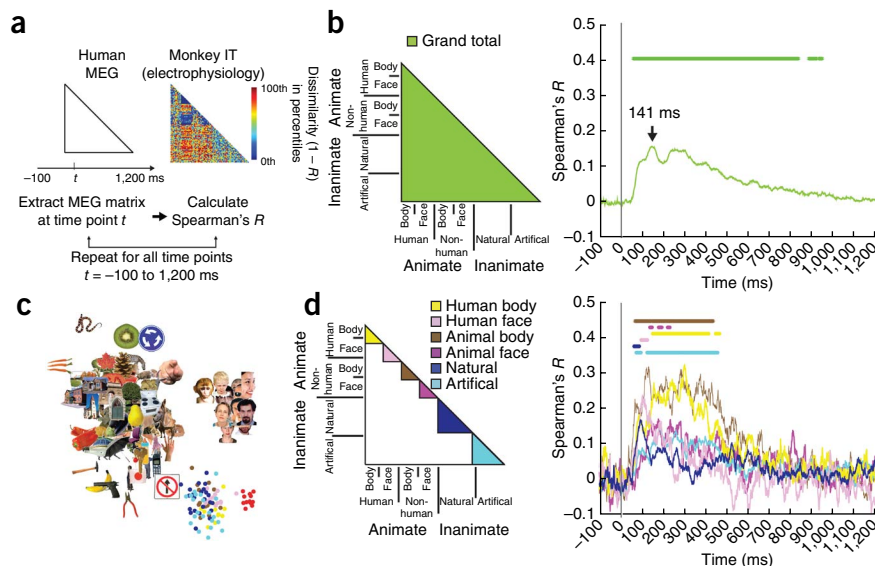 a
Human
MEG
Monkey IT
(electrophysiology)
100th
0th
Dissimilarity (1 – R)
in percentiles
–100
t
1,200 ms
Extract MEG matrix
at time point t
Calculate
Spearman's R
Repeat for all time points
t = –100 to 1,200 ms
b
Grand total
Animate
Inanimate
Human
Non-
human
Natural
Artifical
Body
Face
Body
Face
Body
Face
Body
Face
Human
Non-
human
Natural
Artifical
Animate
Inanimate
Spearman's R
0.5
0.4
0.3
0.2
0.1
0
–0.1
141 ms
–100
0
100
200
300
400
500
600
700
800
900
1,000
1,100
1,200
Time (ms)
c
d
Human body
Human face
Animal body
Animal face
Natural
Artifical
Animate
Inanimate
Human
Non-
human
Natural
Artifical
Body
Face
Body
Face
Body
Face
Body
Face
Human
Non-
human
Natural
Artifical
Animate
Inanimate
Spearman's R
0.5
0.4
0.3
0.2
0.1
0
–0.1
–100
0
100
200
300
400
500
600
700
800
900
1,000
1,100
1,200
Time (ms)